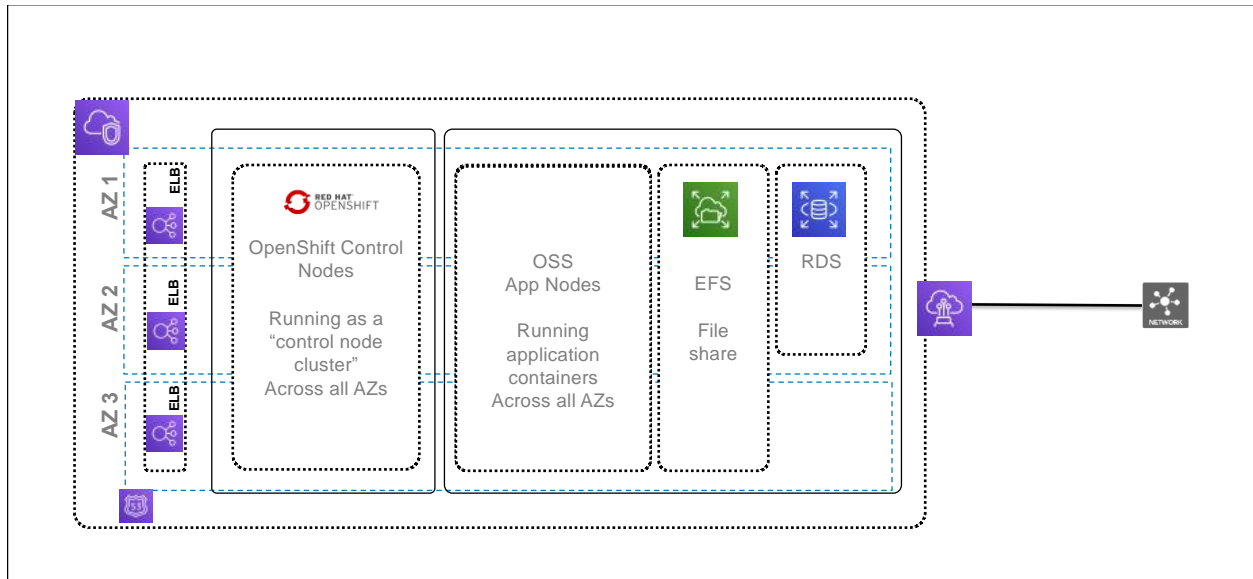 AZ 1
AZ 2
AZ 3
ELB
ELB
ELB
RED HAT
OPENSHIFT
OpenShift Control
Nodes
Running as a
“control node
cluster”
Across all AZs
OSS
App Nodes
Running
application
containers
Across all AZs
EFS
File
share
RDS
NETWORK
53